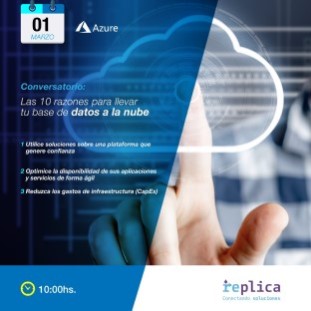 01
MARZO
Azure
Conversatorio:
Las 10 razones para llevar
tu base de datos a la nube
1 Utilice soluciones sobre una plataforma que
genere confianza
2 Optimice la disponibilidad de sus aplicaciones
y servicios de forma ágil
3 Reduzca los gastos de infraestructura (CapEx)
10:00hs.
replica
Conectando soluciones